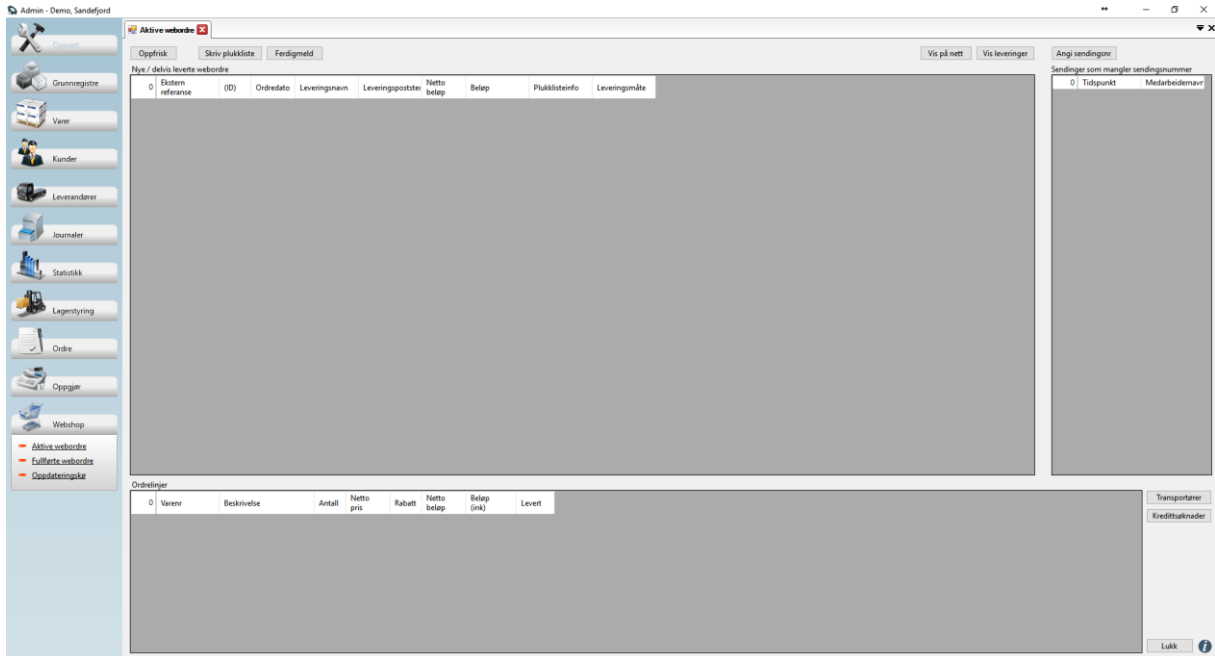 Admin - Demo, Sandefjord
Oppsett
Grunnregistre
Varer
Kunder
Leverandører
Journaler
Statistikk
Lagerstyring
Ordre
Oppgjør
Webshop
Aktive webordre
Fullførte webordre
Oppdateringskø
Aktive webordre
Oppfrisk Skriv plukkliste Ferdigmeld Vis på nett Vis leveringer Angi sendingsnr
Nye / delvis leverte webordre
0 Ekstern referanse (ID) Ordredato Leveringsnavn Leveringspoststed Netto beløp Beløp Plukklisteinfo Leveringsmåte
Sendinger som mangler sendingsnummer
0 Tidspunkt Medarbeidernavr
Ordrelinjer
0 Varenr Beskrivelse Antall Netto pris Rabatt Netto beløp Beløp (ink) Levert
Transportører
Kredittsøknader
Lukk